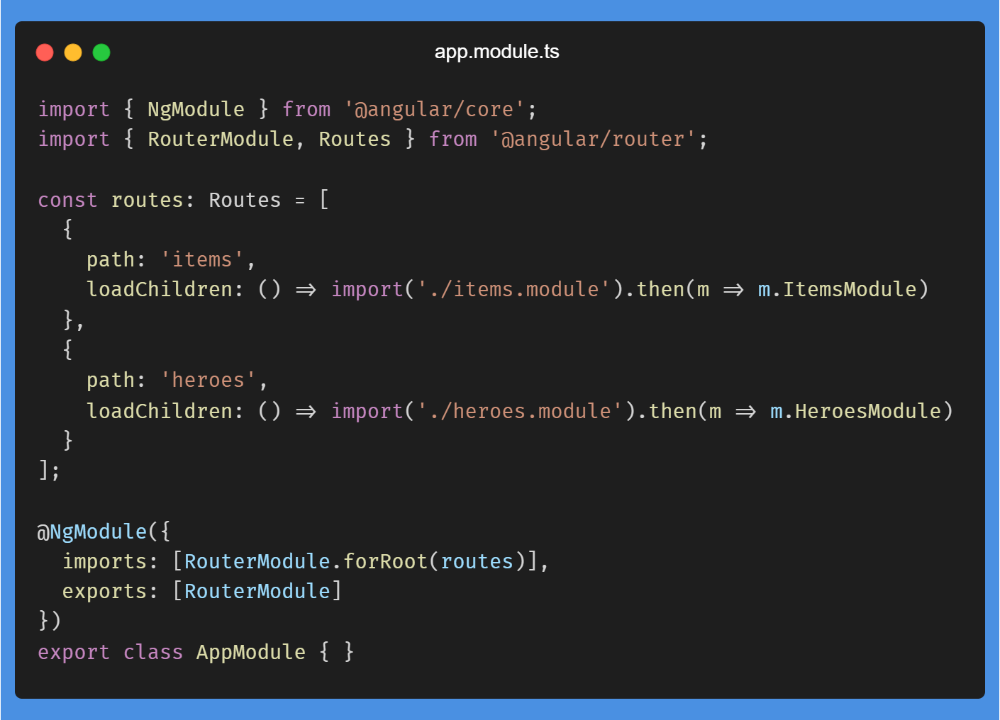 app.module.ts
import { NgModule } from '@angular/core';
import { RouterModule, Routes } from '@angular/router';
const routes: Routes = [
  {
    path: 'items',
    loadChildren: () => import('./items.module').then(m => m.ItemsModule)
  },
  {
    path: 'heroes',
    loadChildren: () => import('./heroes.module').then(m => m.HeroesModule)
  }
];
@NgModule({
  imports: [RouterModule.forRoot(routes)],
  exports: [RouterModule]
})
export class AppModule { }